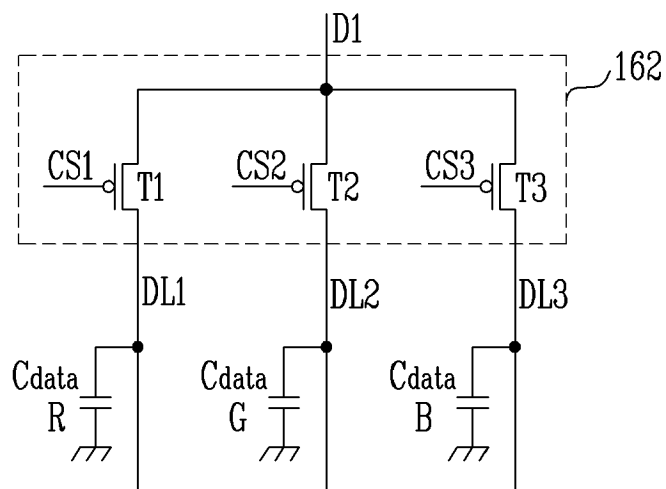 D1
162
CS1
T1
CS2
T2
CS3
T3
DL1
DL2
DL3
Cdata
R
Cdata
G
Cdata
B